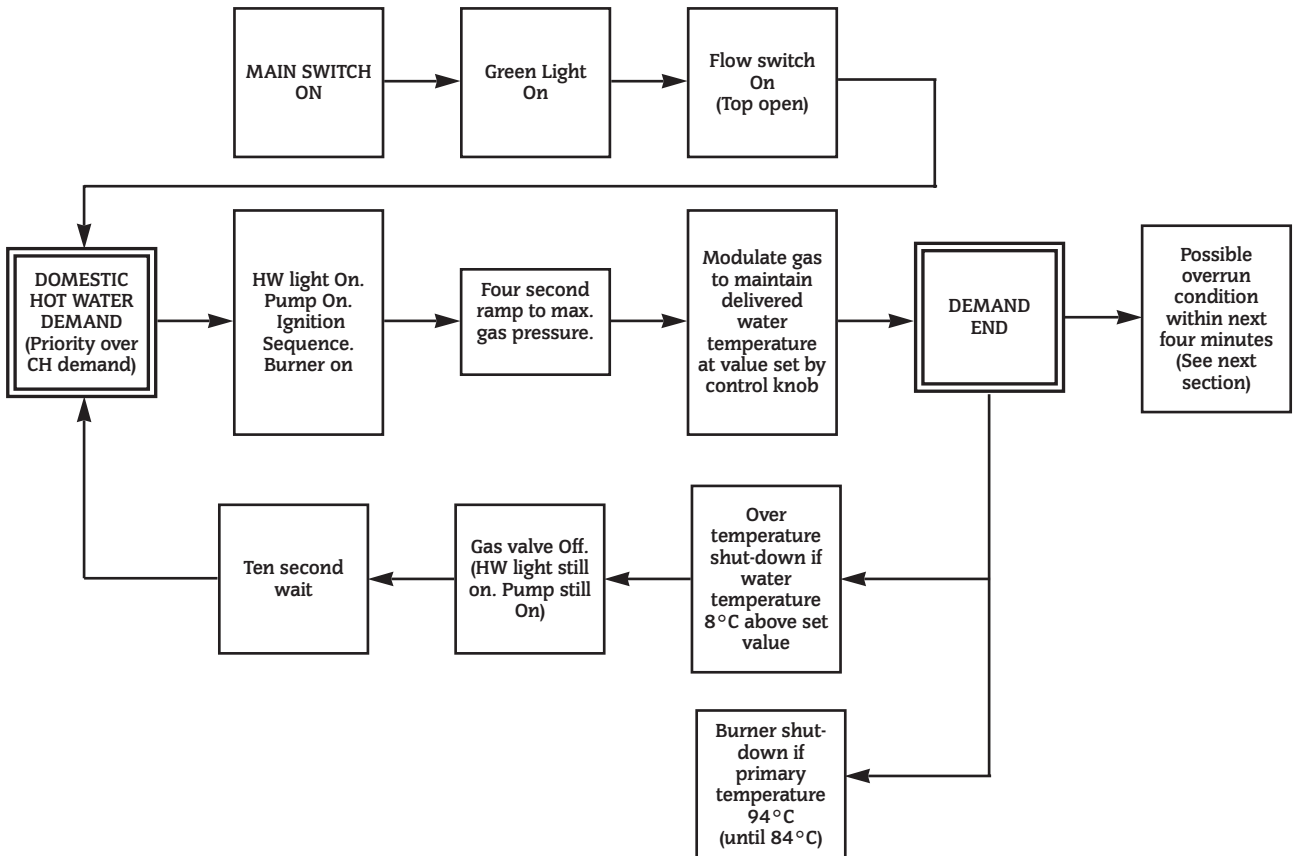 MAIN SWITCH
ON
Green Light
On
Flow switch
On
(Top open)
DOMESTIC
HOT WATER
DEMAND
(Priority over
CH demand)
HW light On.
Pump On.
Ignition
Sequence.
Burner on
Four second
ramp to max.
gas pressure.
Modulate gas
to maintain
delivered
water
temperature
at value set by
control knob
DEMAND
END
Possible
overrun
condition
within next
four minutes
(See next
section)
Ten second
wait
Gas valve Off.
(HW light still
on. Pump still
On)
Over
temperature
shut-down if
water
temperature
8°C above set
value
Burner shut-
down if
primary
temperature
94°C
(until 84°C)